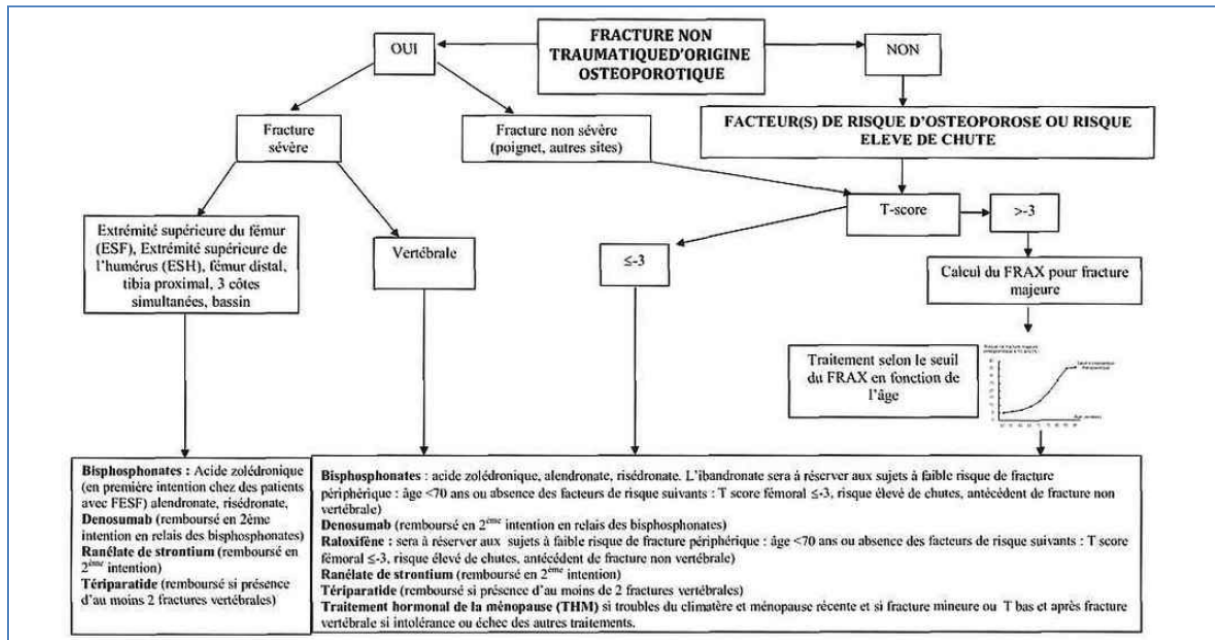 FRACTURE NON
TRAUMATIQUED'ORIGINE
OSTEOPOROTIQUE
OUI
NON
Fracture
sévère
Fracture non sévère
(poignet, autres sites)
FACTEUR(S) DE RISQUE D'OSTEOPOROSE OU RISQUE
ELEVE DE CHUTE
Extrémité supérieure du fémur
(ESF), Extrémité supérieure de
l'humérus (ESH), fémur distal,
tibia proximal, 3 côtes
simultanées, bassin
Vertébrale
≤-3
T-score
>-3
Calcul du FRAX pour fracture
majeure
Traitement selon le seuil
du FRAX en fonction de
l'âge
Bisphosphonates : Acide zolédronique
(en première intention chez des patients
avec FESF) alendronate, risédronate,
Denosumab (remboursé en 2ème
intention en relais des bisphosphonates)
Ranélate de strontium (remboursé en
2ème intention)
Tériparatide (remboursé si présence
d'au moins 2 fractures vertébrales)
Bisphosphonates : acide zolédronique, alendronate, risédronate. L'ibandronate sera à réserver aux sujets à faible risque de fracture
périphérique : âge <70 ans ou absence des facteurs de risque suivants : T score fémoral ≤-3, risque élevé de chutes, antécédent de fracture non
vertébrale)
Denosumab (remboursé en 2ème intention en relais des bisphosphonates)
Raloxifène : sera à réserver aux sujets à faible risque de fracture périphérique : âge <70 ans ou absence des facteurs de risque suivants : T score
fémoral ≤-3, risque élevé de chutes, antécédent de fracture non vertébrale)
Ranélate de strontium (remboursé en 2ème intention)
Tériparatide (remboursé si présence d'au moins de 2 fractures vertébrales)
Traitement hormonal de la ménopause (THM) si troubles du climatère et ménopause récente et si fracture mineure ou T bas et après fracture
vertébrale si intolérance ou échec des autres traitements.